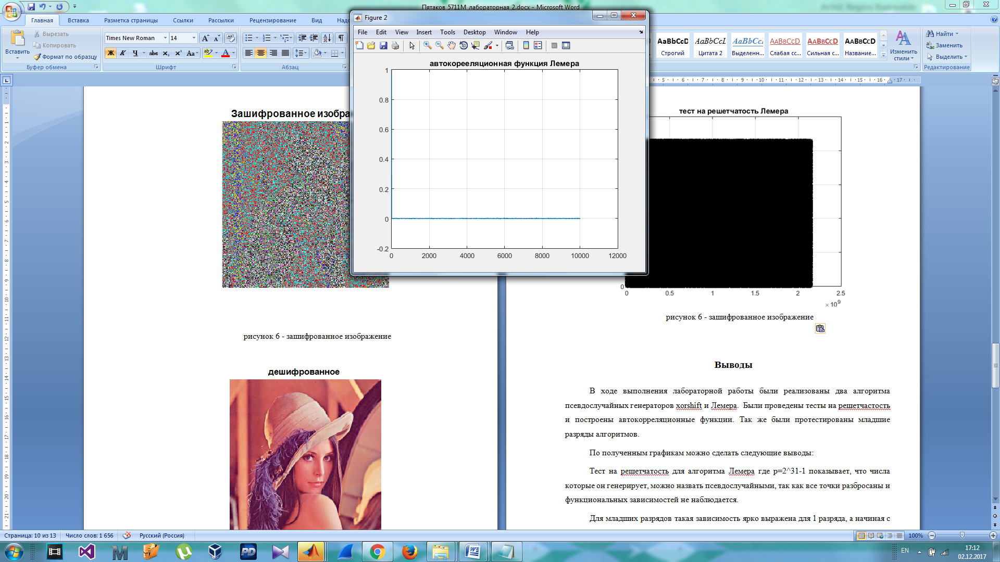 Пятаков 5711М лабораторная 2.docx - Microsoft Word
Главная
Вставка
Разметка страницы
Ссылки
Рассылки
Рецензирование
Вид
Вставить
Вырезать
Копировать
Формат по образцу
Буфер обмена
Times New Roman
14
Ж К Ч abc x₂ x² Aa
Шрифт
Абзац
AaBbCcD
Строгий
AaBbCcI
Цитата 2
AaBbCcI
Выделенн...
AaBbCcD
Слабая сс...
AaBbCcD
Сильная с...
AaBbCcD
Название...
Изменить стили
Найти
Заменить
Выделить
Редактирование
Figure 2
File Edit View Insert Tools Desktop Window Help
автокорееляционная функция Лемера
1
0.8
0.6
0.4
0.2
0
-0.2
0 2000 4000 6000 8000 10000 12000
рисунок 6 - зашифрованное изображение
дешифрованное
тест на решетчатость Лемера
0
0 0.5 1 1.5 2 2.5
×10⁹
рисунок 6 - зашифрованное изображение
Выводы
В ходе выполнения лабораторной работы были реализованы два алгоритма
псевдослучайных генераторов xorshift и Лемера. Были проведены тесты на решетчастость
и построены автокорреляционные функции. Так же были протестированы младшие
разряды алгоритмов.
По полученным графикам можно сделать следующие выводы:
Тест на решетчатость для алгоритма Лемера где p=2^31-1 показывает, что числа
которые он генерирует, можно назвать псевдослучайными, так как все точки разбросаны и
функциональных зависимостей не наблюдается.
Для младших разрядов такая зависимость ярко выражена для 1 разряда, а начиная с
Страница: 10 из 13
Число слов: 1 656
Русский (Россия)
100%
EN
17:12
02.12.2017